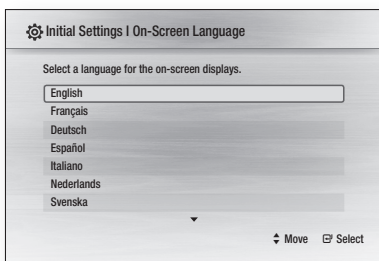 Initial Settings I On-Screen Language
Select a language for the on-screen displays.
English
Français
Deutsch
Español
Italiano
Nederlands
Svenska
Move Select